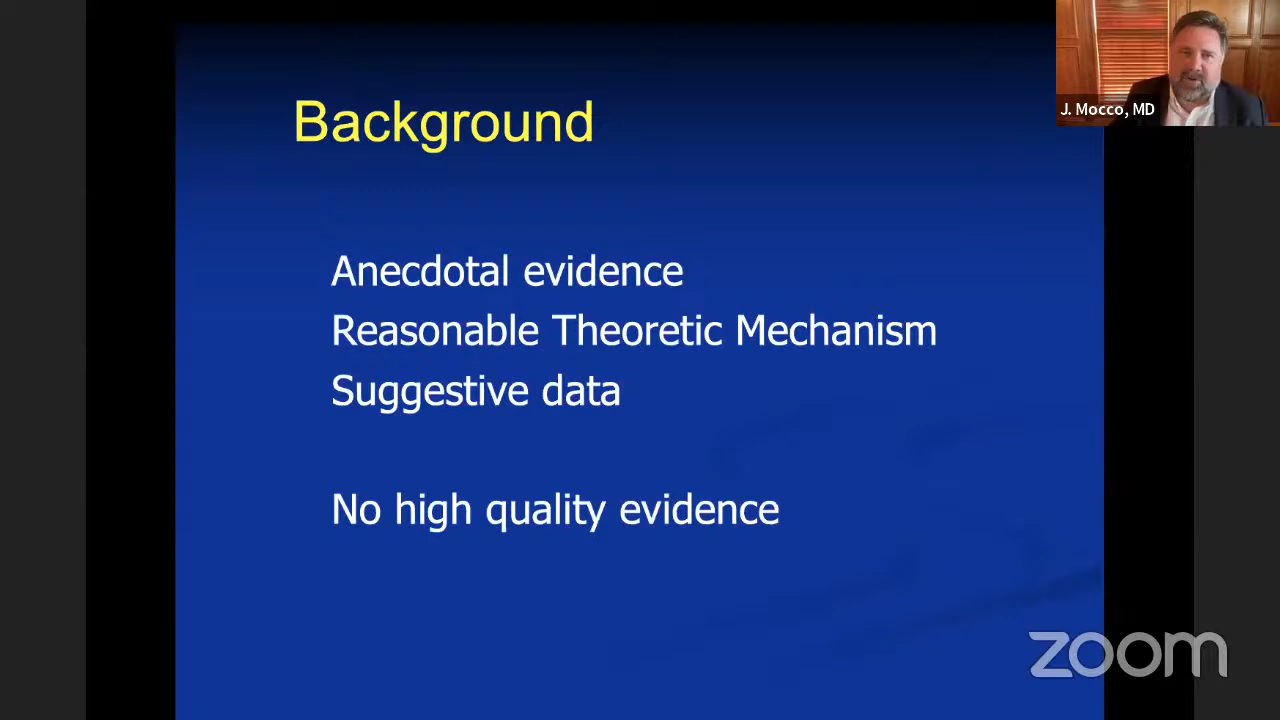 Background
J. Mocco, MD
Anecdotal evidence
Reasonable Theoretic Mechanism
Suggestive data
No high quality evidence
zoom